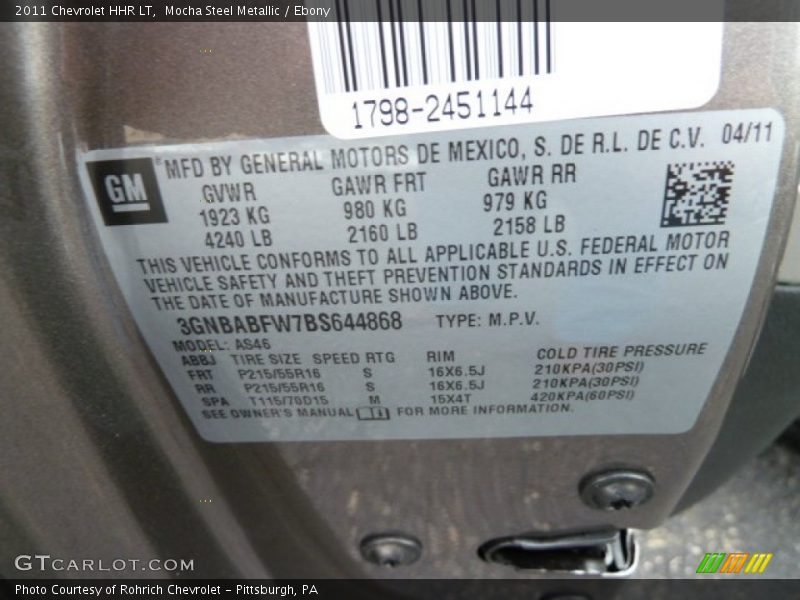 2011 Chevrolet HHR LT, Mocha Steel Metallic / Ebony
1798-2451144
GM ® MFD BY GENERAL MOTORS DE MEXICO, S. DE R.L. DE C.V. 04/11
GVWR GAWR FRT GAWR RR
1923 KG 980 KG 979 KG
4240 LB 2160 LB 2158 LB
THIS VEHICLE CONFORMS TO ALL APPLICABLE U.S. FEDERAL MOTOR
VEHICLE SAFETY AND THEFT PREVENTION STANDARDS IN EFFECT ON
THE DATE OF MANUFACTURE SHOWN ABOVE.
3GNBABFW7BS644868 TYPE: M.P.V.
MODEL: AS46
ABBJ TIRE SIZE SPEED RTG RIM COLD TIRE PRESSURE
FRT P215/55R16 S 16X6.5J 210KPA(30PSI)
RR P215/55R16 S 16X6.5J 210KPA(30PSI)
SPA T115/70D15 M 15X4T 420KPA(60PSI)
SEE OWNER'S MANUAL FOR MORE INFORMATION.
GTCARLOT.COM
Photo Courtesy of Rohrich Chevrolet - Pittsburgh, PA